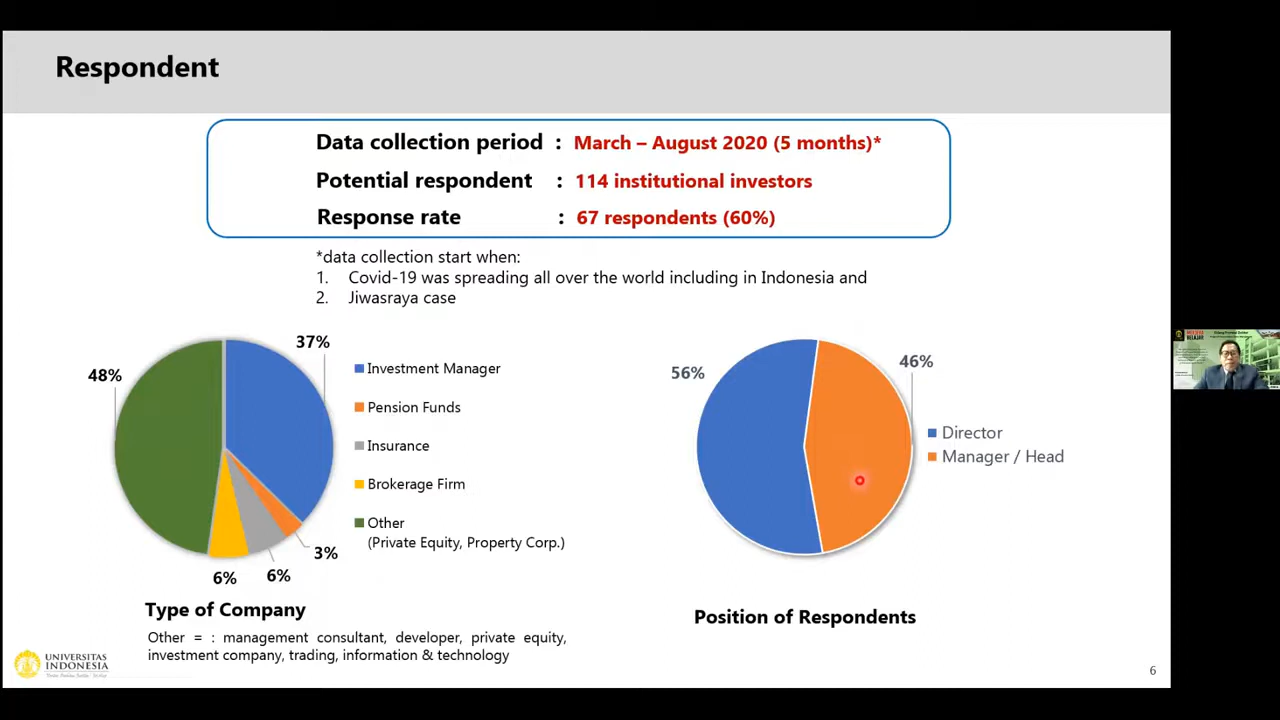 Respondent
Data collection period : March – August 2020 (5 months)*
Potential respondent : 114 institutional investors
Response rate : 67 respondents (60%)
*data collection start when:
1. Covid-19 was spreading all over the world including in Indonesia and
2. Jiwasraya case
37%
48%
6%
6%
3%
Investment Manager
Pension Funds
Insurance
Brokerage Firm
Other
(Private Equity, Property Corp.)
Type of Company
Other = : management consultant, developer, private equity,
investment company, trading, information & technology
56%
46%
Director
Manager / Head
Position of Respondents
UNIVERSITAS
INDONESIA
6